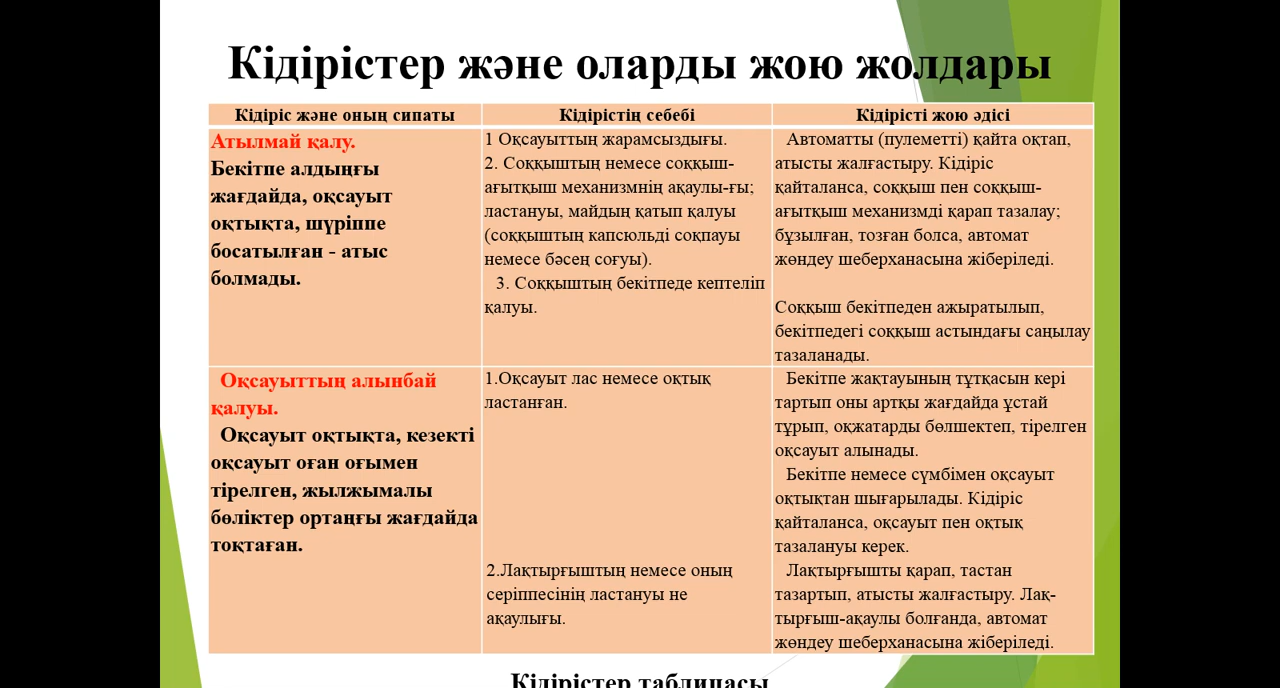 Кідірістер және оларды жою жолдары
Кідіріс және оның сипаты
Кідірістің себебі
Кідірісті жою әдісі
Атылмай қалу.
Бекітпе алдыңғы
жағдайда, оқсауыт
оқтықта, шүріппе
босатылған - атыс
болмады.
1 Оқсауыттың жарамсыздығы.
2. Соққыштың немесе соққыш-
ағытқыш механизмнің ақаулы-ғы;
ластануы, майдың қатып қалуы
(соққыштың капсюльді соқпауы
немесе бәсең соғуы).
3. Соққыштың бекітпеде кептеліп
қалуы.
Автоматты (пулеметті) қайта оқтап,
атысты жалғастыру. Кідіріс
қайталанса, соққыш пен соққыш-
ағытқыш механизмді қарап тазалау;
бұзылған, тозған болса, автомат
жөндеу шеберханасына жіберіледі.
Соққыш бекітпеден ажыратылып,
бекітпедегі соққыш астындағы саңылау
тазаланады.
Оқсауыттың алынбай
қалуы.
Оқсауыт оқтықта, кезекті
оқсауыт оған оғымен
тірелген, жылжымалы
бөліктер ортаңғы жағдайда
тоқтаған.
1.Оқсауыт лас немесе оқтық
ластанған.
2.Лақтырғыштың немесе оның
серіппесінің ластануы не
ақаулығы.
Бекітпе жақтауының тұтқасын кері
тартып оны артқы жағдайда ұстай
тұрып, оқжатарды бөлшектеп, тірелген
оқсауыт алынады.
Бекітпе немесе сүмбімен оқсауыт
оқтықтан шығарылады. Кідіріс
қайталанса, оқсауыт пен оқтық
тазалануы керек.
Лақтырғышты қарап, тастан
тазартып, атысты жалғастыру. Лақ-
тырғыш-ақаулы болғанда, автомат
жөндеу шеберханасына жіберіледі.
Кідірістер таблицасы